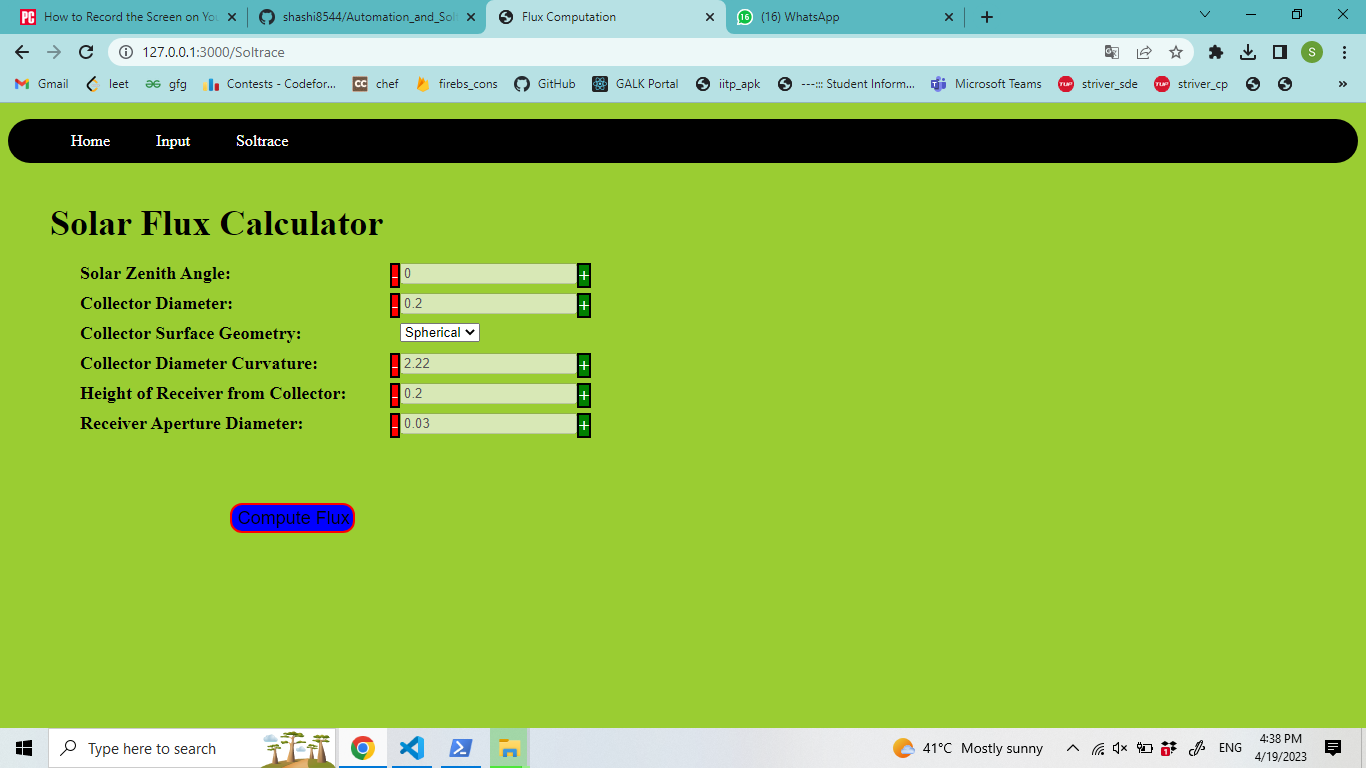 How to Record the Screen on You
shashi8544/Automation_and_Solt
Flux Computation
(16) WhatsApp
127.0.0.1:3000/Soltrace
S
Gmail
leet
gfg
Contests - Codefor...
CC
chef
firebs_cons
GitHub
GALK Portal
iitp_apk
---::: Student Inform...
Microsoft Teams
TUF
striver_sde
TUF
striver_cp
»
Home
Input
Soltrace
Solar Flux Calculator
Solar Zenith Angle:
- 0 +
Collector Diameter:
- 0.2 +
Collector Surface Geometry:
Spherical
Collector Diameter Curvature:
- 2.22 +
Height of Receiver from Collector:
- 0.2 +
Receiver Aperture Diameter:
- 0.03 +
Compute Flux
Type here to search
41°C Mostly sunny
ENG
4:38 PM
4/19/2023